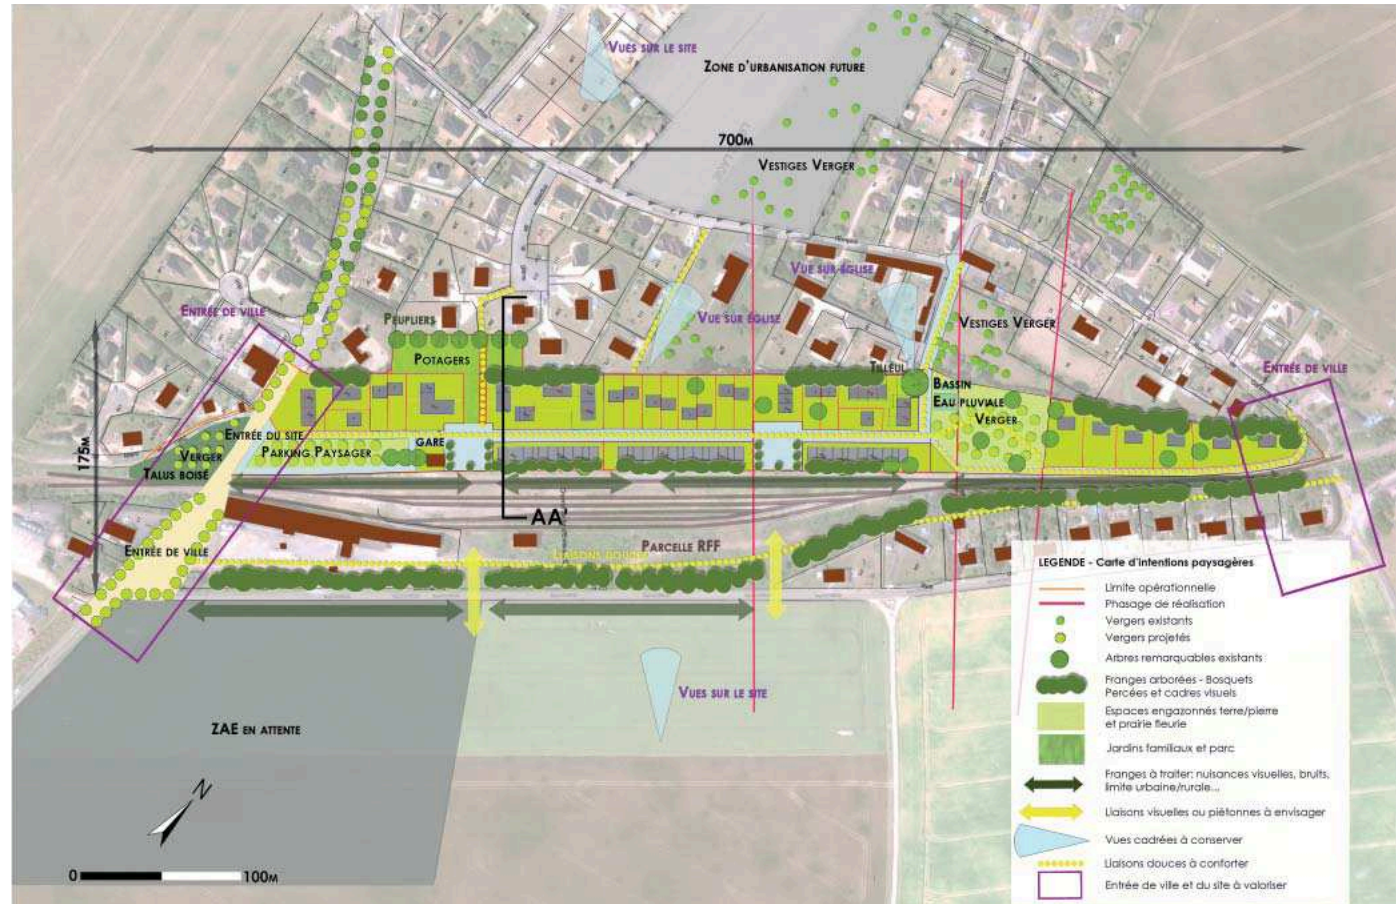 VUES SUR LE SITE
ZONE D'URBANISATION FUTURE
700M
VESTIGES VERGER
VUE SUR ÉGLISE
ENTRÉE DE VILLE
PEUPLIERS
VUE SUR ÉGLISE
VESTIGES VERGER
POTAGERS
TILLEUL
ENTRÉE DE VILLE
BASSIN
EAU PLUVIALE
VERGER
175M
ENTRÉE DU SITE
GARE
VERGER
PARKING PAYSAGER
TALUS BOISÉ
AA'
ENTRÉE DE VILLE
PARCELLE RFF
LIAISONS DOUCES
VUES SUR LE SITE
ZAE EN ATTENTE
N
0
100M
LEGENDE - Carte d'intentions paysagères
Limite opérationnelle
Phasage de réalisation
Vergers existants
Vergers projetés
Arbres remarquables existants
Franges arborées - Bosquets
Percées et cadres visuels
Espaces engazonnés terre/pierre
et prairie fleurie
Jardins familiaux et parc
Franges à traiter: nuisances visuelles, bruits,
limite urbaine/rurale...
Liaisons visuelles ou piètonnes à envisager
Vues cadrées à conserver
Liaisons douces à conforter
Entrée de ville et du site à valoriser